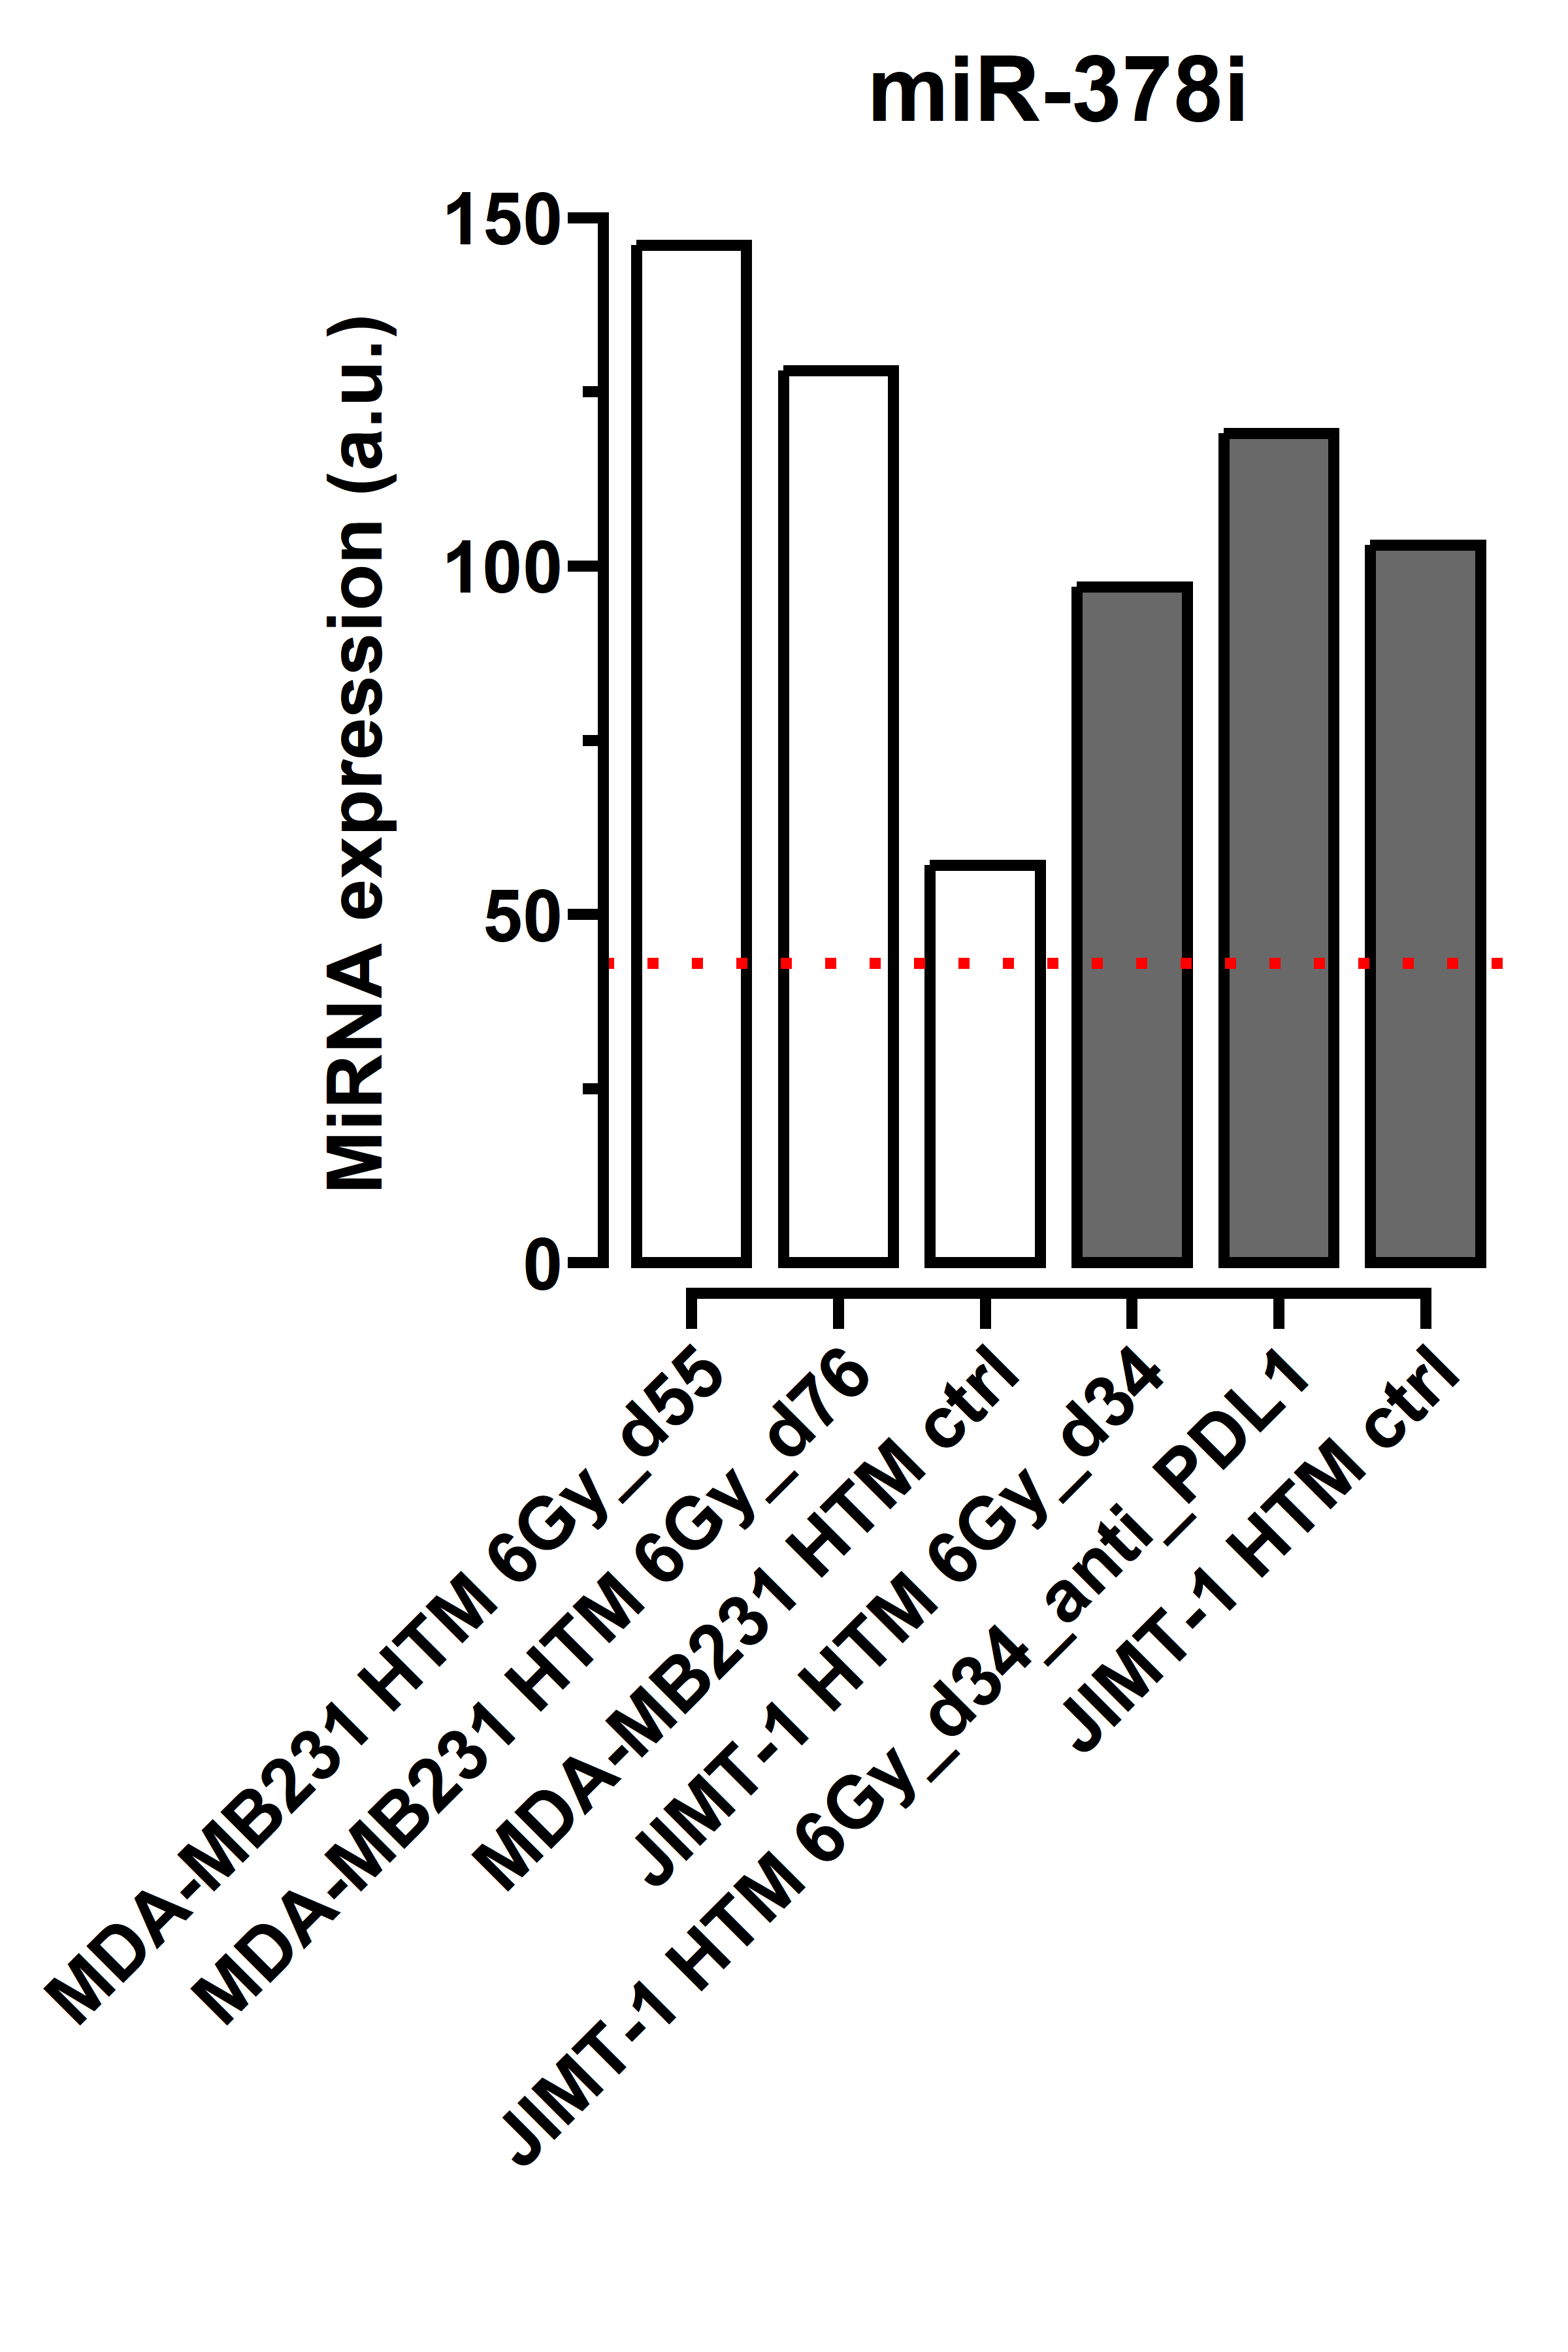 miR-378i
MiRNA expression (a.u.)
150
100
50
0
MDA-MB231 HTM 6Gy_d55
MDA-MB231 HTM 6Gy_d76
MDA-MB231 HTM ctrl
JIMT-1 HTM 6Gy_d34
JIMT-1 HTM 6Gy_d34_anti_PDL1
JIMT-1 HTM ctrl